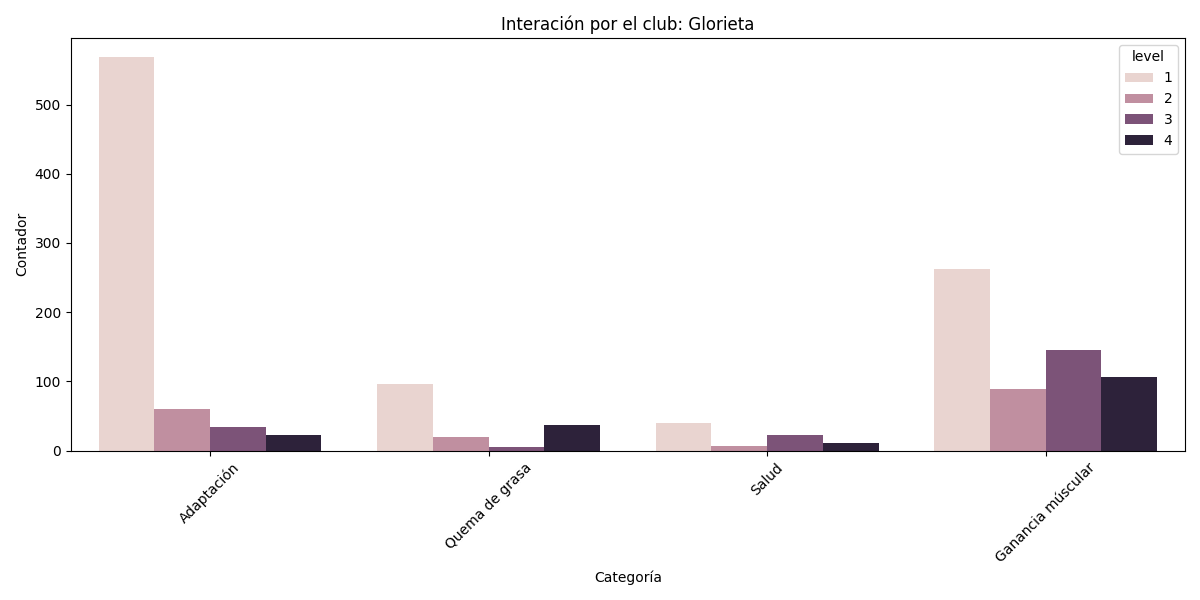 Interación por el club: Glorieta
level
1
2
3
4
Contador
500
400
300
200
100
0
Adaptación
Quema de grasa
Salud
Ganancia múscular
Categoría